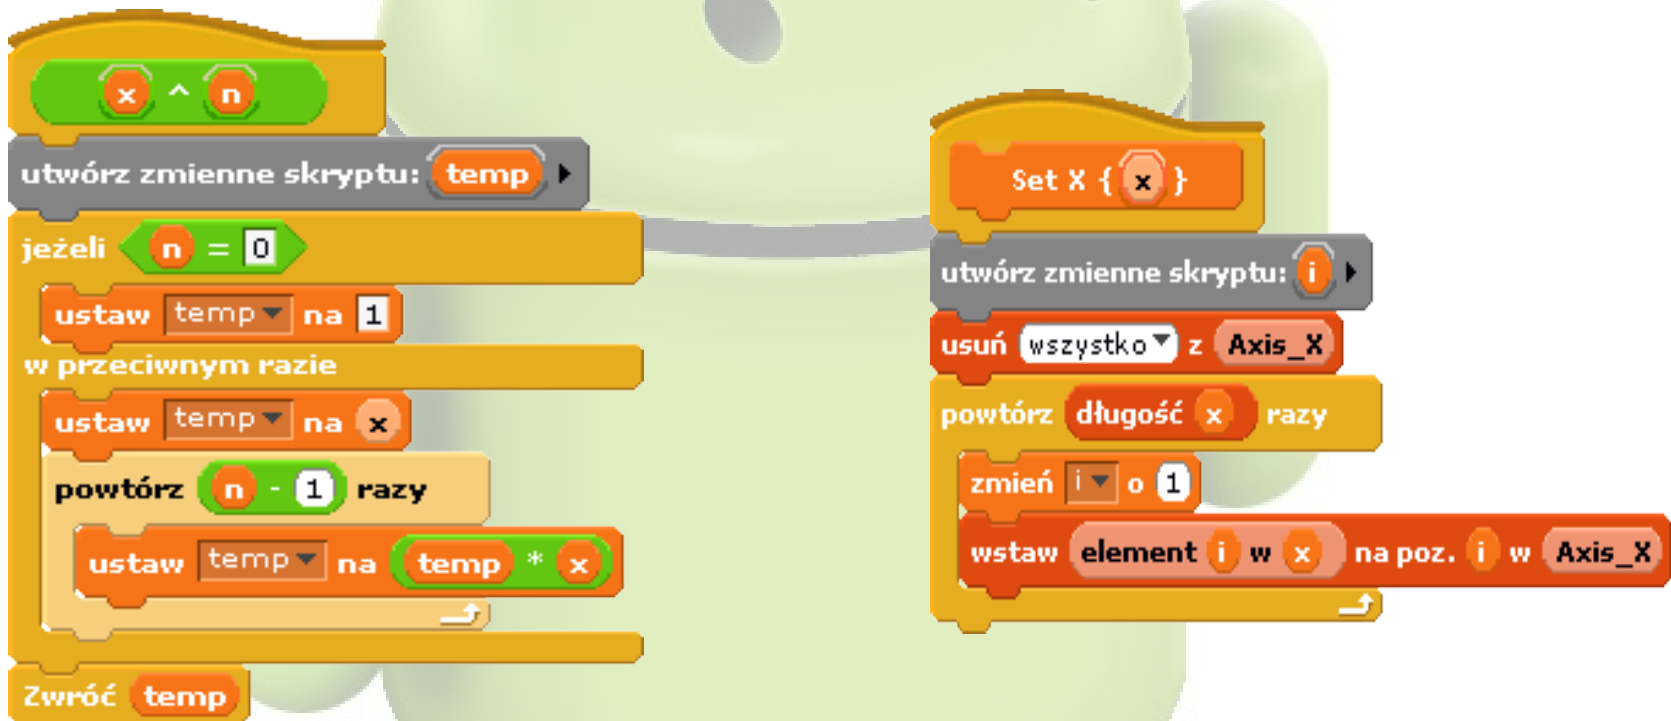 x ^ n
utwórz zmienne skryptu: temp
jeżeli n = 0
ustaw temp na 1
w przeciwnym razie
ustaw temp na x
powtórz n - 1 razy
ustaw temp na temp * x
Zwróć temp
Set X { x }
utwórz zmienne skryptu: i
usuń wszystko z Axis_X
powtórz długość x razy
zmień i o 1
wstaw element i w x na poz. i w Axis_X